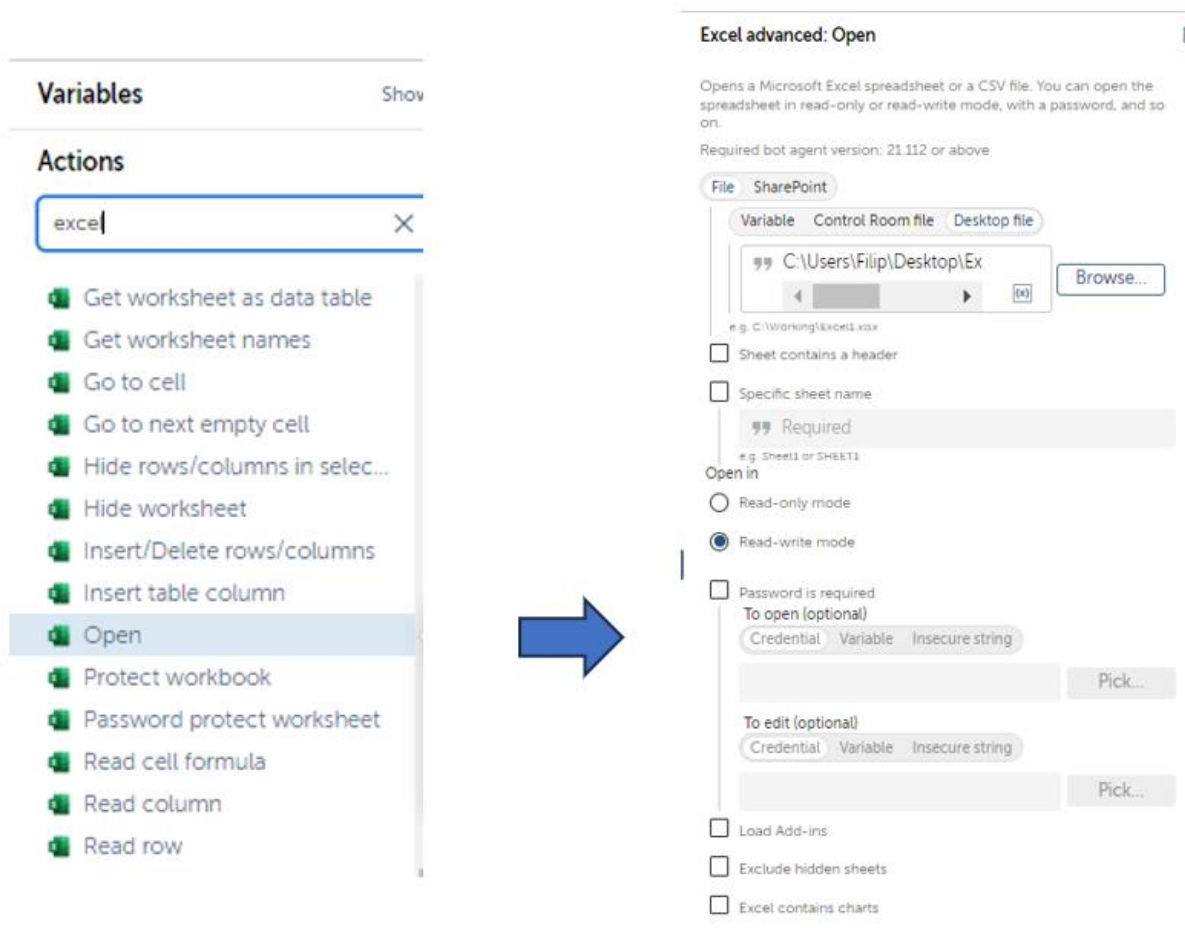 Variables
Show
Actions
excel
Get worksheet as data table
Get worksheet names
Go to cell
Go to next empty cell
Hide rows/columns in selec...
Hide worksheet
Insert/Delete rows/columns
Insert table column
Open
Protect workbook
Password protect worksheet
Read cell formula
Read column
Read row
Excel advanced: Open
Opens a Microsoft Excel spreadsheet or a CSV file. You can open the
spreadsheet in read-only or read-write mode, with a password, and so
on.
Required bot agent version: 21.112 or above
File SharePoint
Variable Control Room file Desktop file
C:\Users\Filip\Desktop\Ex
(x)
Browse...
e.g. C:\Working\Excel1.xlsx
Sheet contains a header
Specific sheet name
Required
e.g. Sheet1 or SHEET1
Open in
Read-only mode
Read-write mode
Password is required
To open (optional)
Credential Variable Insecure string
Pick...
To edit (optional)
Credential Variable Insecure string
Pick...
Load Add-ins
Exclude hidden sheets
Excel contains charts